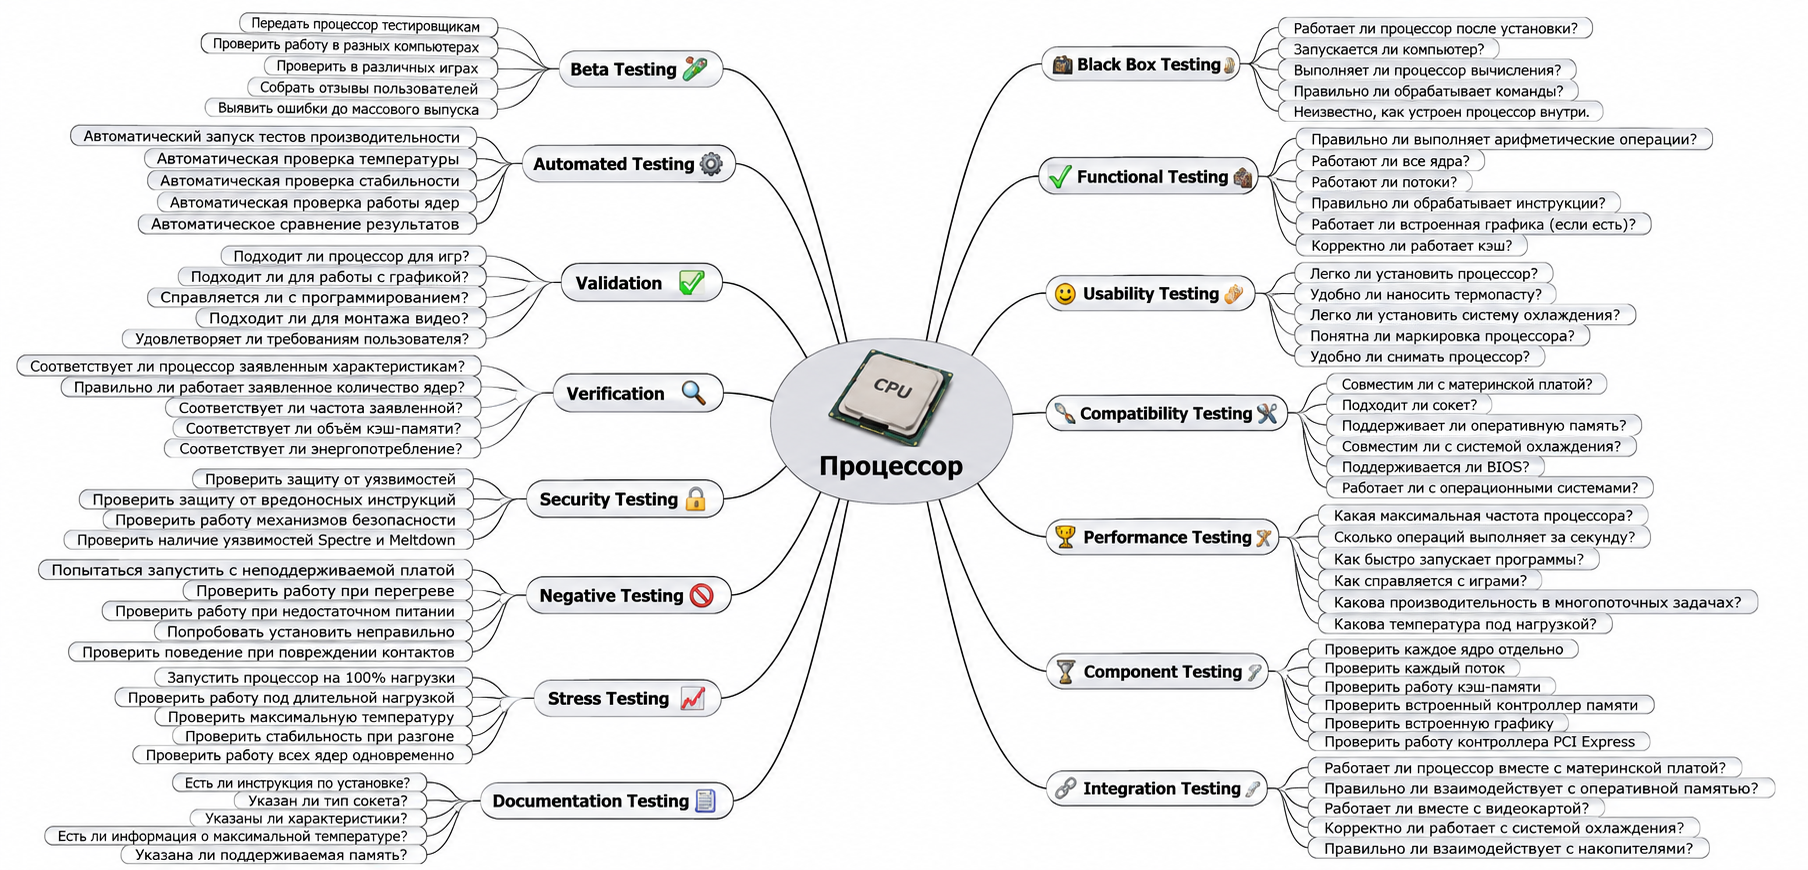 Передать процессор тестировщикам
Проверить работу в разных компьютерах
Проверить в различных играх
Собрать отзывы пользователей
Выявить ошибки до массового выпуска
Beta Testing
Автоматический запуск тестов производительности
Автоматическая проверка температуры
Автоматическая проверка стабильности
Автоматическая проверка работы ядер
Автоматическое сравнение результатов
Automated Testing
Подходит ли процессор для игр?
Подходит ли для работы с графикой?
Справляется ли с программированием?
Подходит ли для монтажа видео?
Удовлетворяет ли требованиям пользователя?
Validation
Соответствует ли процессор заявленным характеристикам?
Правильно ли работает заявленное количество ядер?
Соответствует ли частота заявленной?
Соответствует ли объём кэш-памяти?
Соответствует ли энергопотребление?
Verification
Проверить защиту от уязвимостей
Проверить защиту от вредоносных инструкций
Проверить работу механизмов безопасности
Проверить наличие уязвимостей Spectre и Meltdown
Security Testing
Попытаться запустить с неподдерживаемой платой
Проверить работу при перегреве
Проверить работу при недостаточном питании
Попробовать установить неправильно
Проверить поведение при повреждении контактов
Negative Testing
Запустить процессор на 100% нагрузки
Проверить работу под длительной нагрузкой
Проверить максимальную температуру
Проверить стабильность при разгоне
Проверить работу всех ядер одновременно
Stress Testing
Есть ли инструкция по установке?
Указан ли тип сокета?
Указаны ли характеристики?
Есть ли информация о максимальной температуре?
Указана ли поддерживаемая память?
Documentation Testing
CPU
Процессор
Black Box Testing
Работает ли процессор после установки?
Запускается ли компьютер?
Выполняет ли процессор вычисления?
Правильно ли обрабатывает команды?
Неизвестно, как устроен процессор внутри.
Functional Testing
Правильно ли выполняет арифметические операции?
Работают ли все ядра?
Работают ли потоки?
Правильно ли обрабатывает инструкции?
Работает ли встроенная графика (если есть)?
Корректно ли работает кэш?
Usability Testing
Легко ли установить процессор?
Удобно ли наносить термопасту?
Легко ли установить систему охлаждения?
Понятна ли маркировка процессора?
Удобно ли снимать процессор?
Compatibility Testing
Совместим ли с материнской платой?
Подходит ли сокет?
Поддерживает ли оперативную память?
Совместим ли с системой охлаждения?
Поддерживается ли BIOS?
Работает ли с операционными системами?
Performance Testing
Какая максимальная частота процессора?
Сколько операций выполняет за секунду?
Как быстро запускает программы?
Как справляется с играми?
Какова производительность в многопоточных задачах?
Какова температура под нагрузкой?
Component Testing
Проверить каждое ядро отдельно
Проверить каждый поток
Проверить работу кэш-памяти
Проверить встроенный контроллер памяти
Проверить встроенную графику
Проверить работу контроллера PCI Express
Integration Testing
Работает ли процессор вместе с материнской платой?
Правильно ли взаимодействует с оперативной памятью?
Работает ли вместе с видеокартой?
Корректно ли работает с системой охлаждения?
Правильно ли взаимодействует с накопителями?